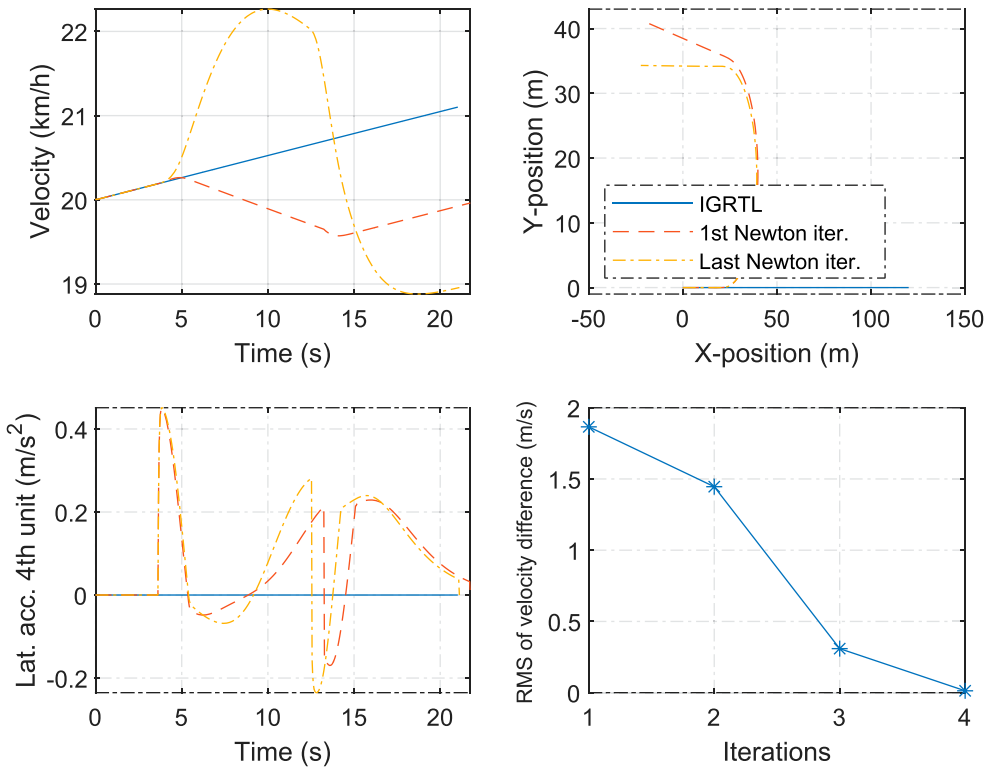 Velocity (km/h)
22
21
20
19
0 5 10 15 20
Time (s)
Y-position (m)
40
30
20
10
0
IGRTL
1st Newton iter.
Last Newton iter.
-50 0 50 100 150
X-position (m)
Lat. acc. 4th unit (m/s²)
0.4
0.2
0
-0.2
0 5 10 15 20
Time (s)
RMS of velocity difference (m/s)
2
1.5
1
0.5
0
1 2 3 4
Iterations